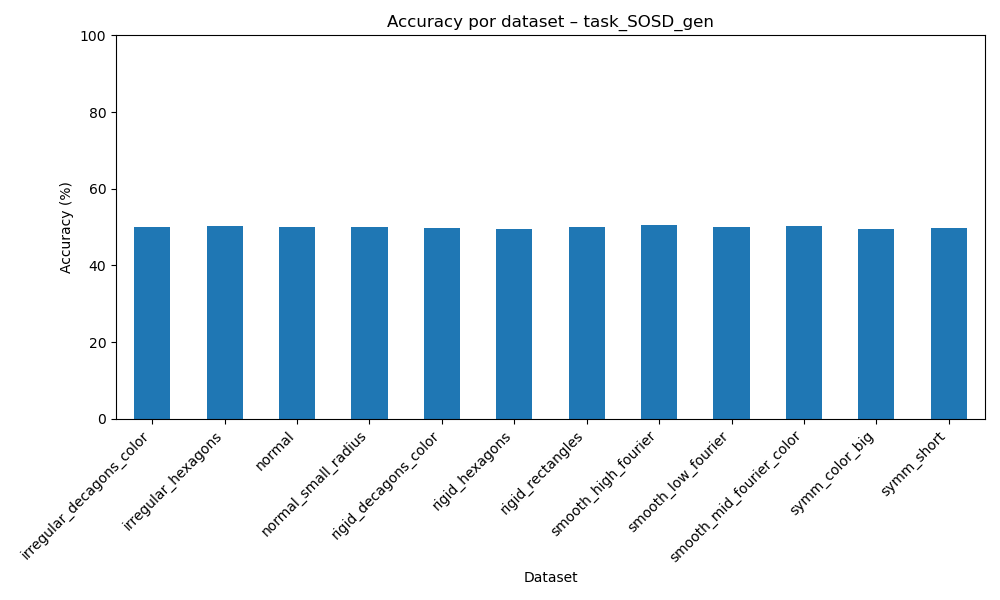 Accuracy por dataset – task_SOSD_gen
100
80
60
40
20
0
Accuracy (%)
irregular_decagons_color
irregular_hexagons
normal
normal_small_radius
rigid_decagons_color
rigid_hexagons
rigid_rectangles
smooth_high_fourier
smooth_low_fourier
smooth_mid_fourier_color
symm_color_big
symm_short
Dataset